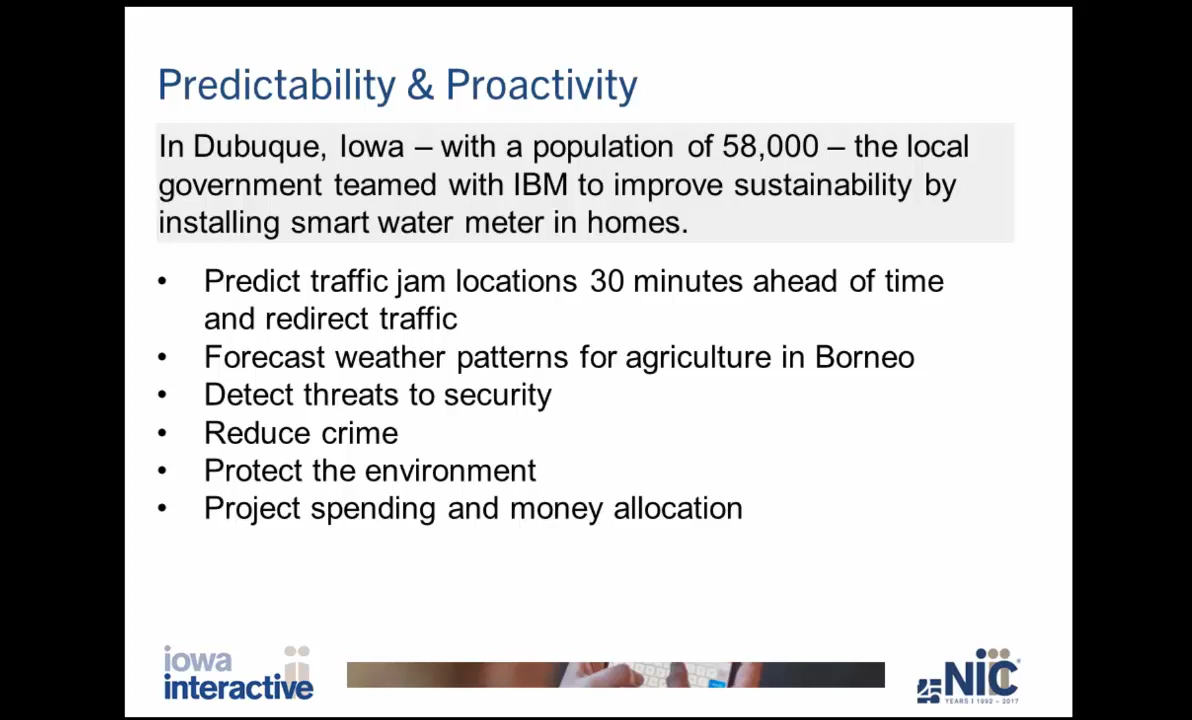 Predictability & Proactivity
In Dubuque, Iowa – with a population of 58,000 – the local
government teamed with IBM to improve sustainability by
installing smart water meter in homes.
• Predict traffic jam locations 30 minutes ahead of time
and redirect traffic
• Forecast weather patterns for agriculture in Borneo
• Detect threats to security
• Reduce crime
• Protect the environment
• Project spending and money allocation
iowa
interactive
25 NIC
YEARS | 1992 – 2017